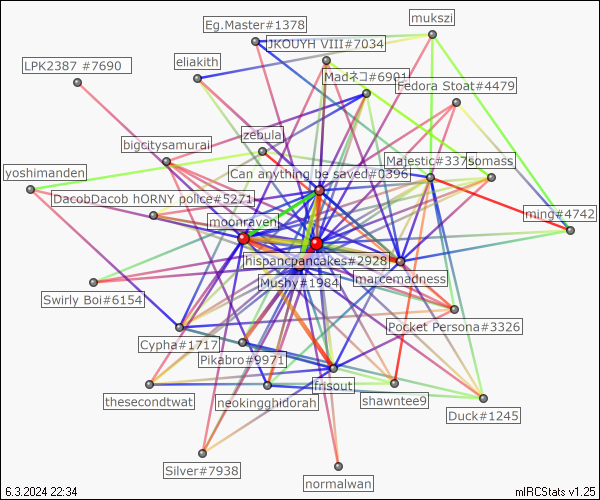 mukszi
Eg.Master#1378
JKOUYH VIII#7034
eliakith
LPK2387 #7690
Madネコ#6901
Fedora Stoat#4479
zebulal
bigcitysamurai
Majestic#3375
somass
yoshimanden
Can anything be saved#0396
DacobDacob hORNY police#5271
moonraven
ming#4742
hispancpancakes#2928
marcemadness
Mushy#1984
Swirly Boi#6154
Pocket Persona#3326
Cypha#1717
Pikabro#9971
frisout
thesecondtwat
neokingghidorah
shawntee9
Duck#1245
Silver#7938
normalwan
6.3.2024 22:34
mIRCStats v1.25